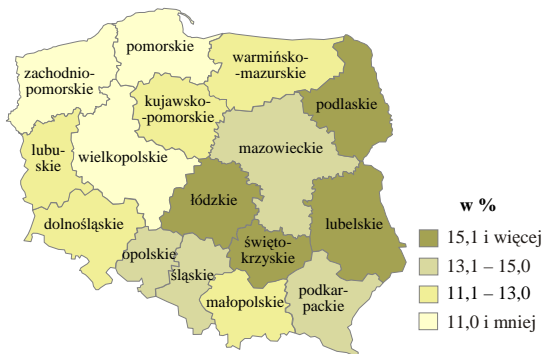 pomorskie
warmińsko-
-mazurskie
zachodnio-
pomorskie
podlaskie
kujawsko-
-pomorskie
lubu-
skie
wielkopolskie
mazowieckie
łódzkie
lubelskie
dolnośląskie
święto-
krzyskie
opolskie
śląskie
podkar-
packie
małopolskie
w %
15,1 i więcej
13,1 – 15,0
11,1 – 13,0
11,0 i mniej